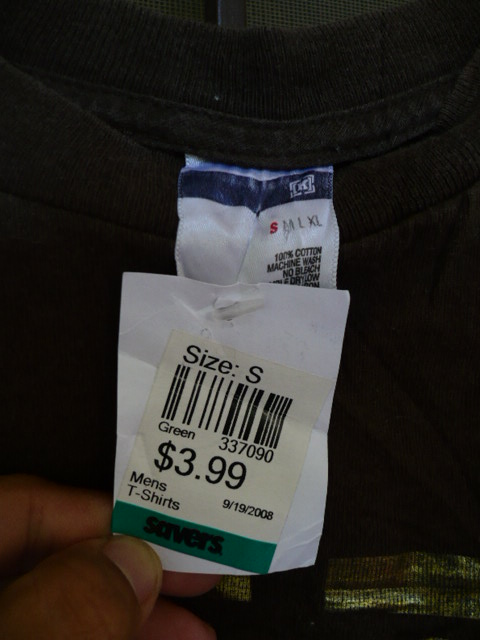 S M L XL
100% COTTON
MACHINE WASH
NO BLEACH
Size: S
Green 337090
$3.99
Mens
T-Shirts 9/19/2008
savers